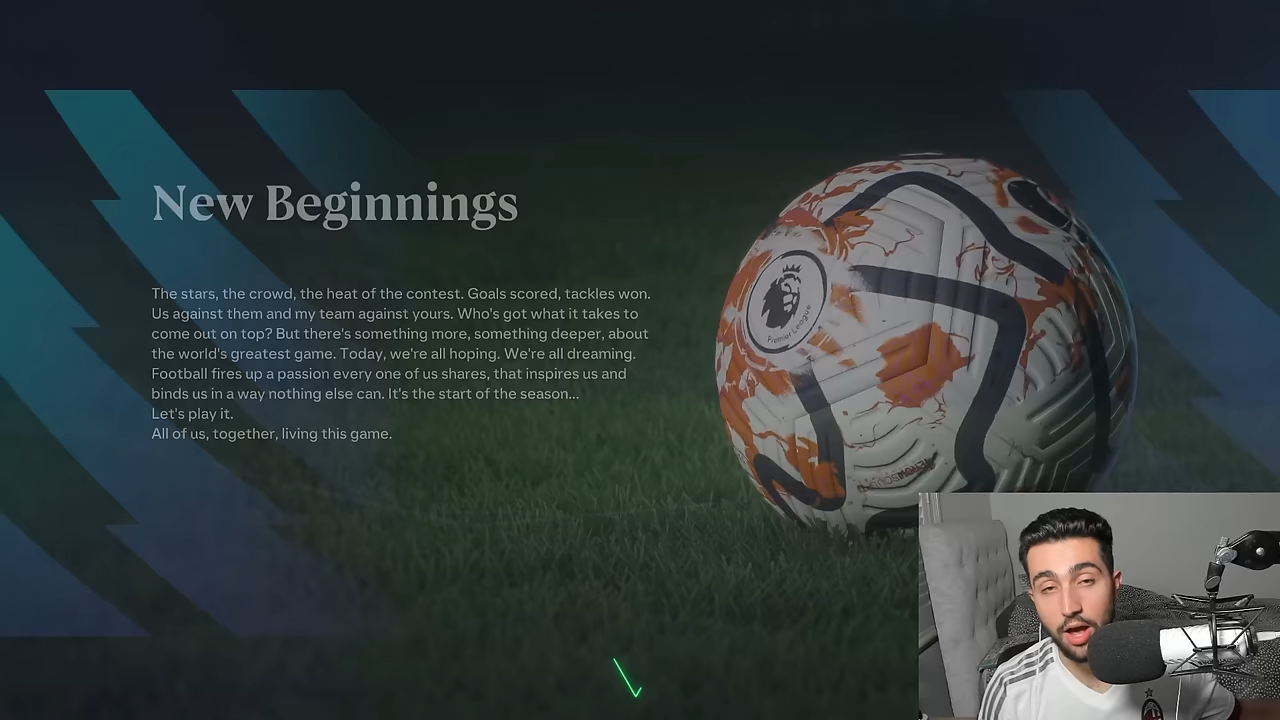 New Beginnings
The stars, the crowd, the heat of the contest. Goals scored, tackles won.
Us against them and my team against yours. Who's got what it takes to
come out on top? But there's something more, something deeper, about
the world's greatest game. Today, we're all hoping. We're all dreaming.
Football fires up a passion every one of us shares, that inspires us and
binds us in a way nothing else can. It's the start of the season...
Let's play it.
All of us, together, living this game.
Premier League